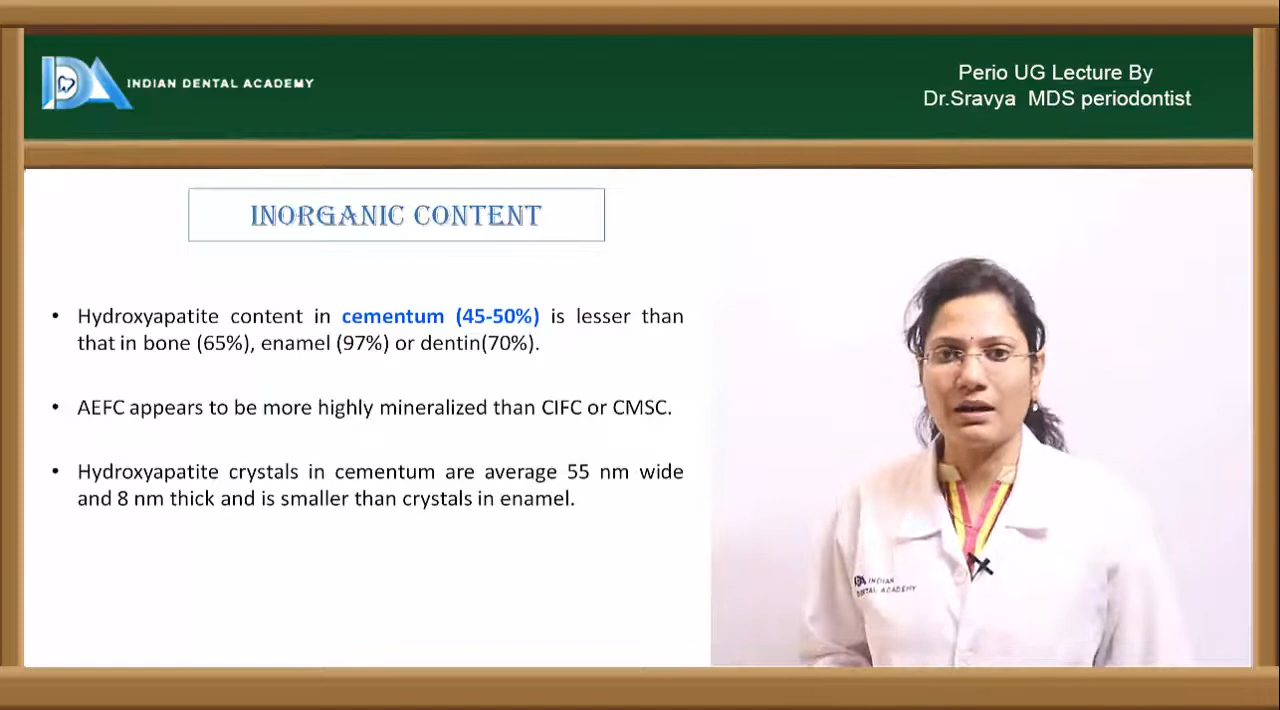 INDIAN DENTAL ACADEMY
Perio UG Lecture By
Dr.Sravya MDS periodontist
INORGANIC CONTENT
• Hydroxyapatite content in cementum (45-50%) is lesser than
that in bone (65%), enamel (97%) or dentin(70%).
• AEFC appears to be more highly mineralized than CIFC or CMSC.
• Hydroxyapatite crystals in cementum are average 55 nm wide
and 8 nm thick and is smaller than crystals in enamel.
INDIAN
DENTAL ACADEMY